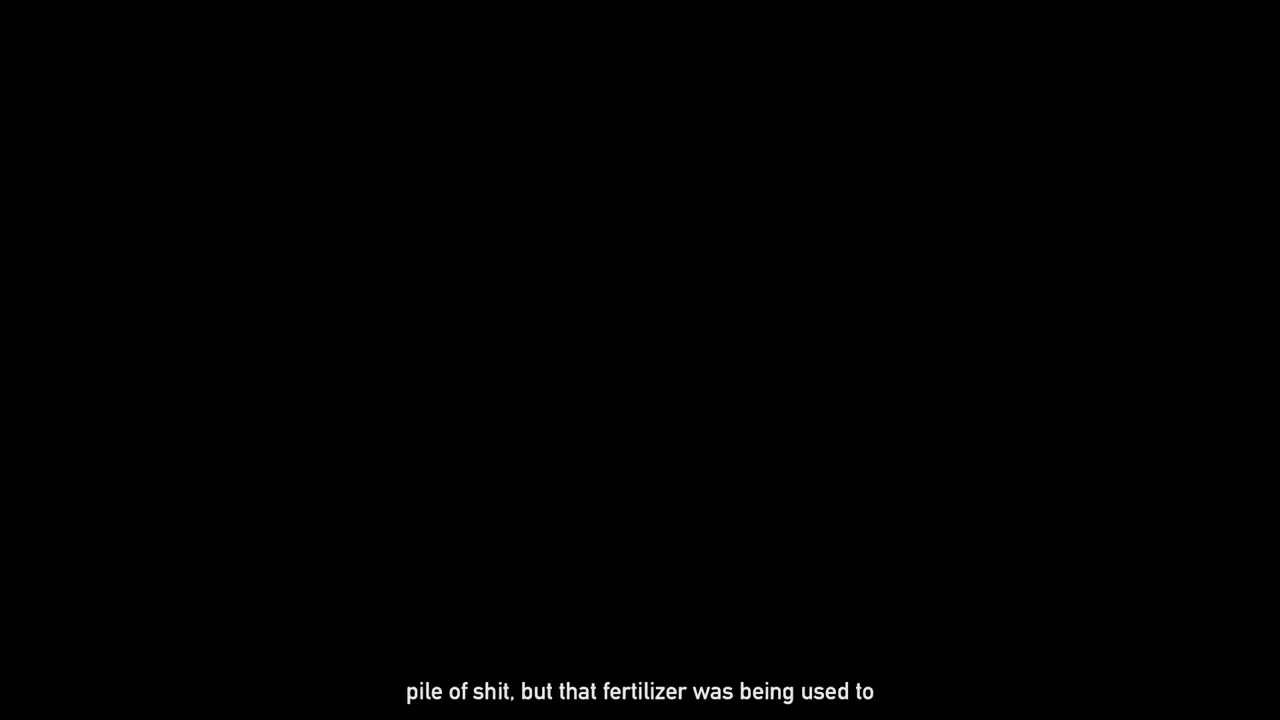 pile of shit, but that fertilizer was being used to